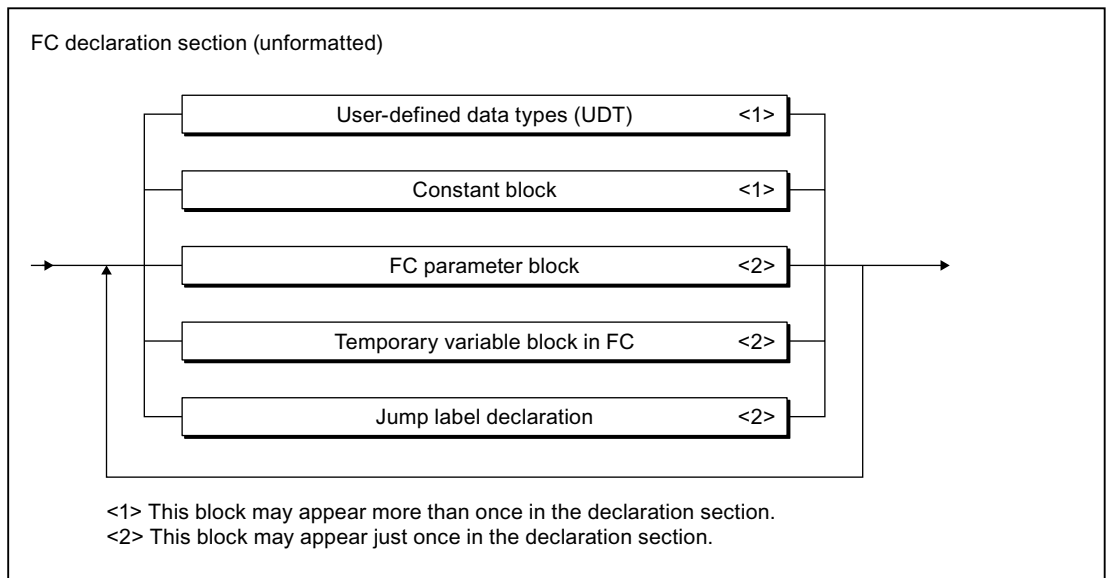 FC declaration section (unformatted)
User-defined data types (UDT) <1>
Constant block <1>
FC parameter block <2>
Temporary variable block in FC <2>
Jump label declaration <2>
<1> This block may appear more than once in the declaration section.
<2> This block may appear just once in the declaration section.